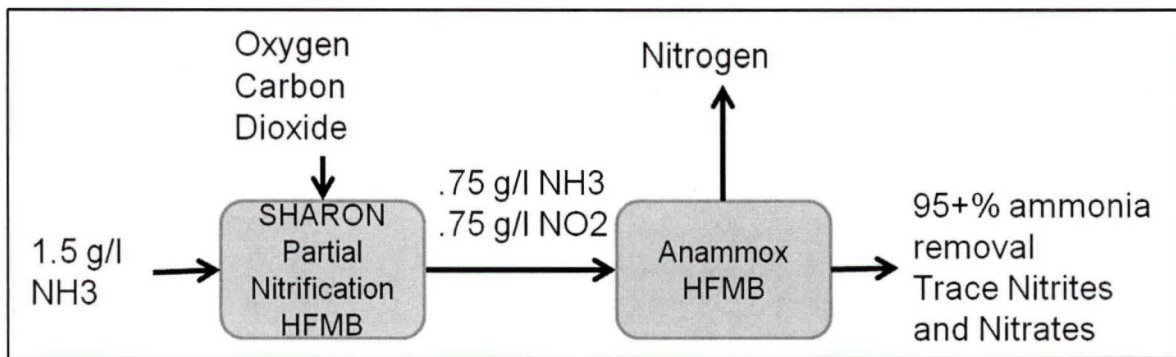 Oxygen
Carbon
Dioxide
Nitrogen
1.5 g/l
NH3
SHARON
Partial
Nitrification
HFMB
.75 g/l NH3
.75 g/l NO2
Anammox
HFMB
95+% ammonia
removal
Trace Nitrites
and Nitrates